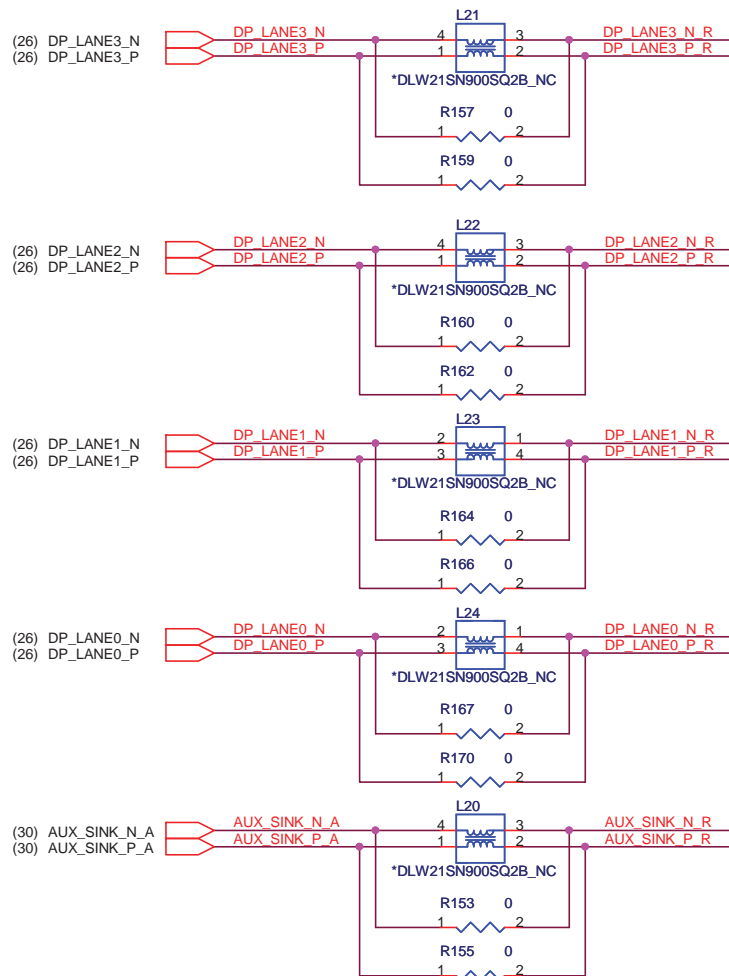 L21
(26) DP_LANE3_N DP_LANE3_N 4 3 DP_LANE3_N_R
(26) DP_LANE3_P DP_LANE3_P 1 2 DP_LANE3_P_R
*DLW21SN900SQ2B_NC
R157 0
1 2
R159 0
1 2
L22
(26) DP_LANE2_N DP_LANE2_N 4 3 DP_LANE2_N_R
(26) DP_LANE2_P DP_LANE2_P 1 2 DP_LANE2_P_R
*DLW21SN900SQ2B_NC
R160 0
1 2
R162 0
1 2
L23
(26) DP_LANE1_N DP_LANE1_N 2 1 DP_LANE1_N_R
(26) DP_LANE1_P DP_LANE1_P 3 4 DP_LANE1_P_R
*DLW21SN900SQ2B_NC
R164 0
1 2
R166 0
1 2
L24
(26) DP_LANE0_N DP_LANE0_N 2 1 DP_LANE0_N_R
(26) DP_LANE0_P DP_LANE0_P 3 4 DP_LANE0_P_R
*DLW21SN900SQ2B_NC
R167 0
1 2
R170 0
1 2
L20
(30) AUX_SINK_N_A AUX_SINK_N_A 4 3 AUX_SINK_N_R
(30) AUX_SINK_P_A AUX_SINK_P_A 1 2 AUX_SINK_P_R
*DLW21SN900SQ2B_NC
R153 0
1 2
R155 0
1 2